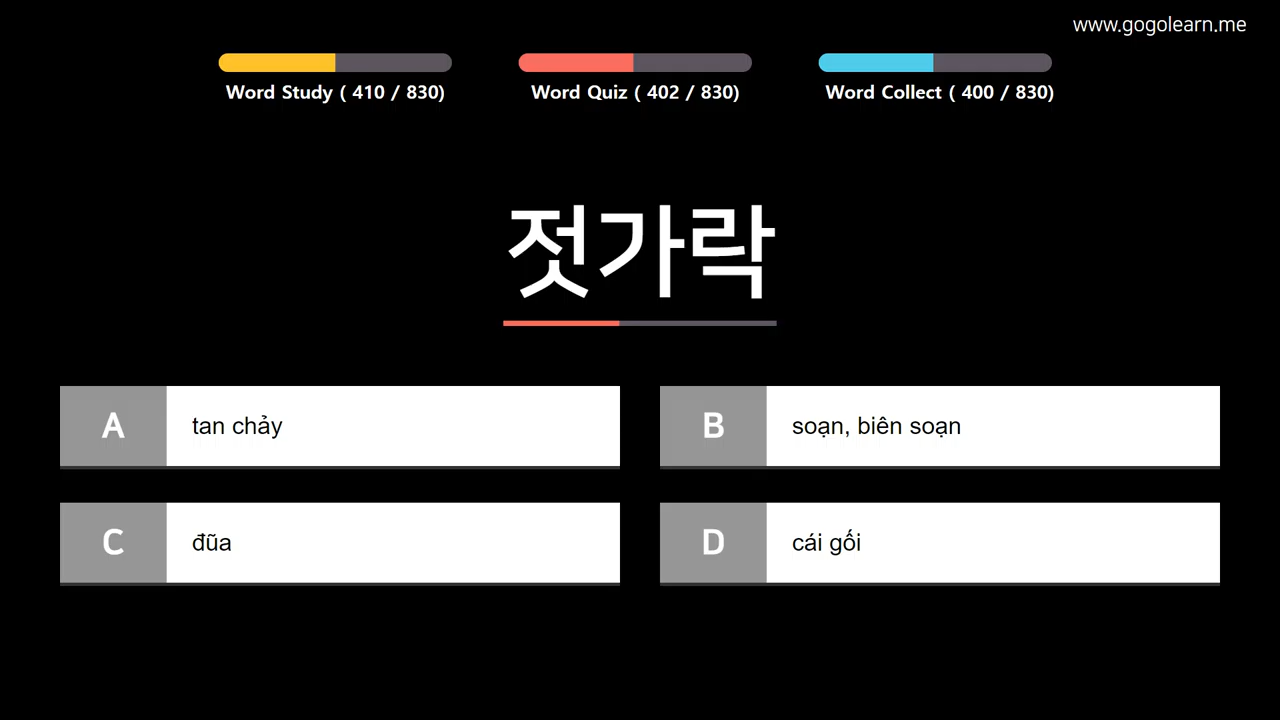 www.gogolearn.me
Word Study ( 410 / 830)
Word Quiz ( 402 / 830)
Word Collect ( 400 / 830)
젓가락
A
tan chảy
B
soạn, biên soạn
C
đũa
D
cái gối